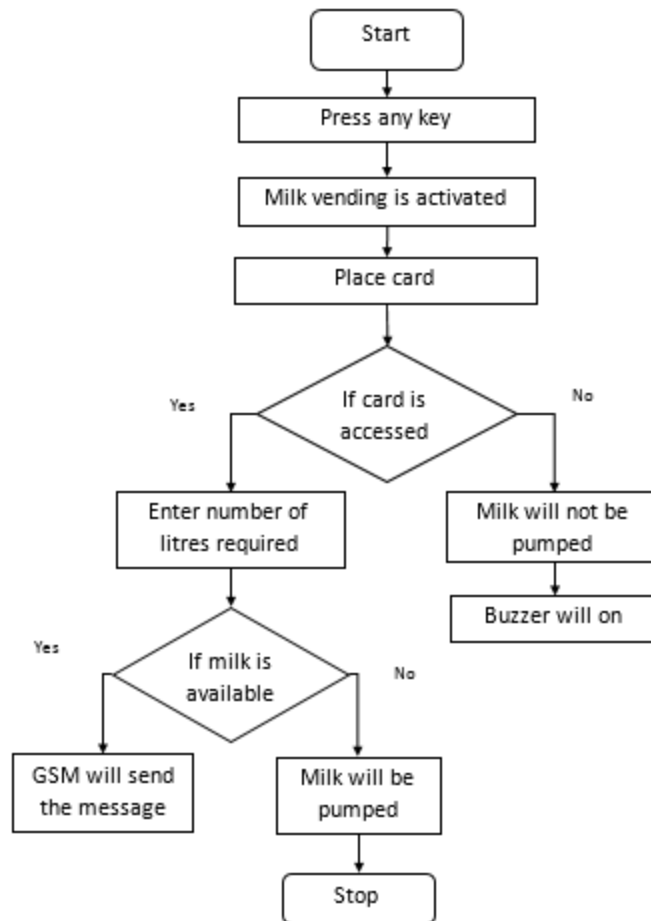 Start
Press any key
Milk vending is activated
Place card
Yes
If card is
accessed
No
Enter number of
litres required
Milk will not be
pumped
Buzzer will on
Yes
If milk is
available
No
GSM will send
the message
Milk will be
pumped
Stop